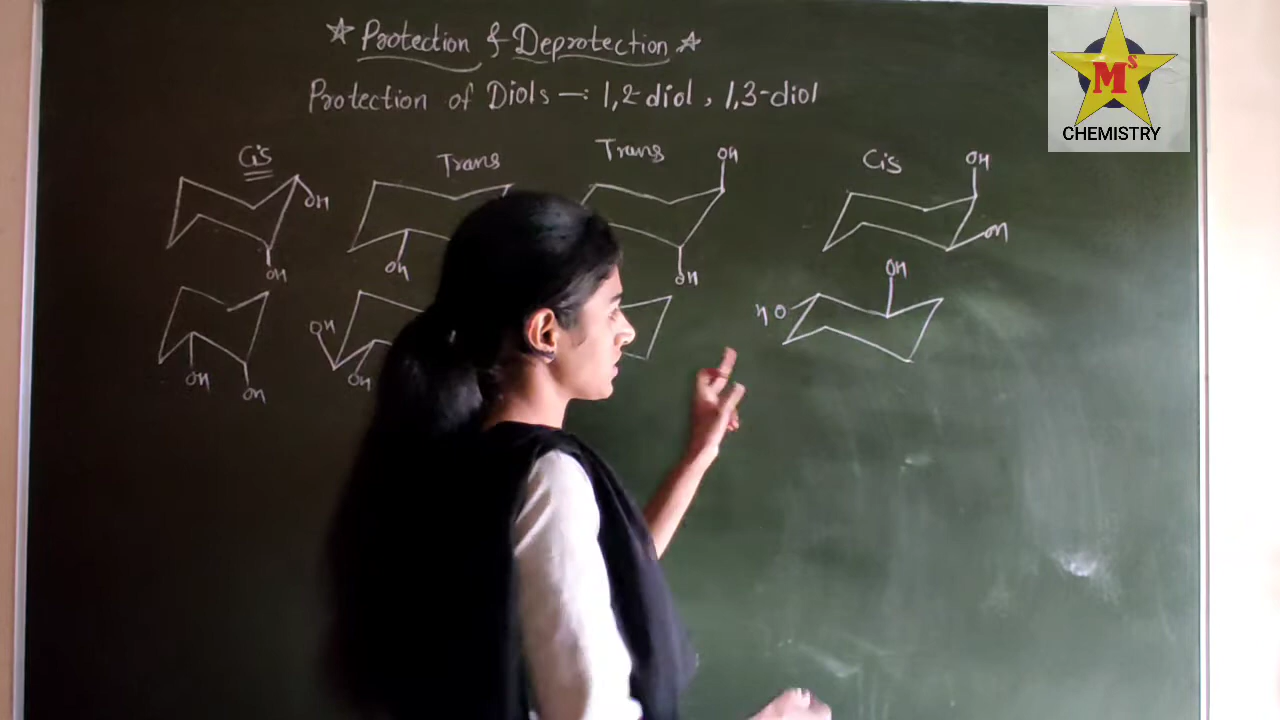 ☆ Protection & Deprotection ☆
Protection of Diols —: 1,2-diol, 1,3-diol
Cis Trans Trans Cis
OH OH OH
OH OH OH OH
OH HO OH
OH OH OH
MS
CHEMISTRY